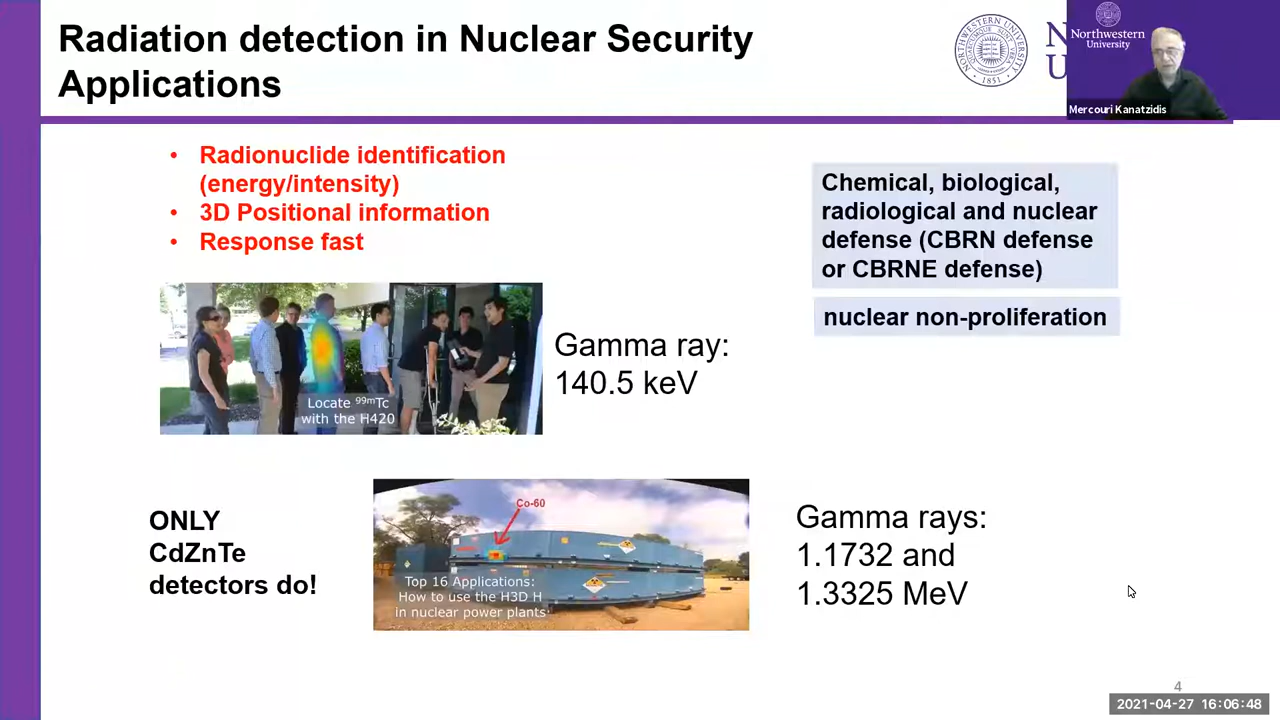 Radiation detection in Nuclear Security
Applications
NORTHWESTERN UNIVERSITY
1851
N
U
Northwestern
University
Mercouri Kanatzidis
• Radionuclide identification
(energy/intensity)
• 3D Positional information
• Response fast
Chemical, biological,
radiological and nuclear
defense (CBRN defense
or CBRNE defense)
nuclear non-proliferation
Locate ⁹⁹ᵐTc
with the H420
Gamma ray:
140.5 keV
ONLY
CdZnTe
detectors do!
Co-60
Top 16 Applications:
How to use the H3D H
in nuclear power plants
Gamma rays:
1.1732 and
1.3325 MeV
4
2021-04-27 16:06:48